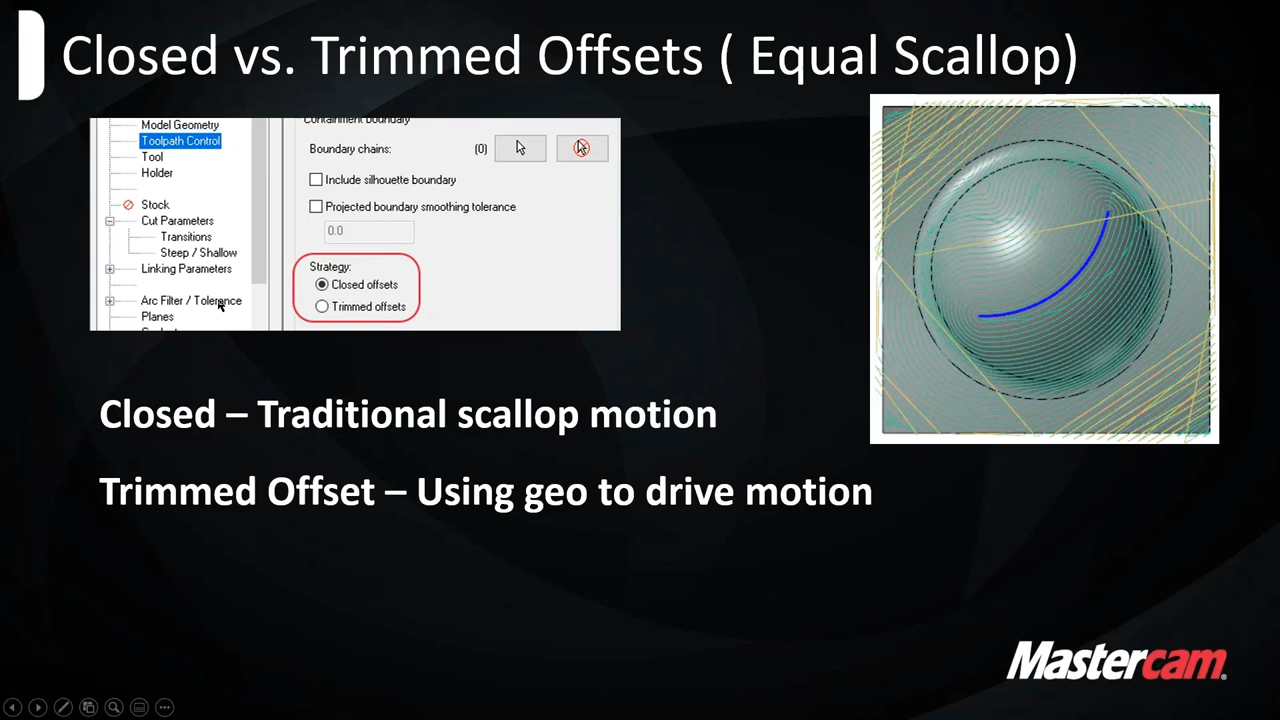 Closed vs. Trimmed Offsets ( Equal Scallop)
Model Geometry
Toolpath Control
Tool
Holder
Stock
Cut Parameters
Transitions
Steep / Shallow
Linking Parameters
Arc Filter / Tolerance
Planes
Containment boundary
Boundary chains:
(0)
Include silhouette boundary
Projected boundary smoothing tolerance
0.0
Strategy:
Closed offsets
Trimmed offsets
Closed – Traditional scallop motion
Trimmed Offset – Using geo to drive motion
Mastercam®